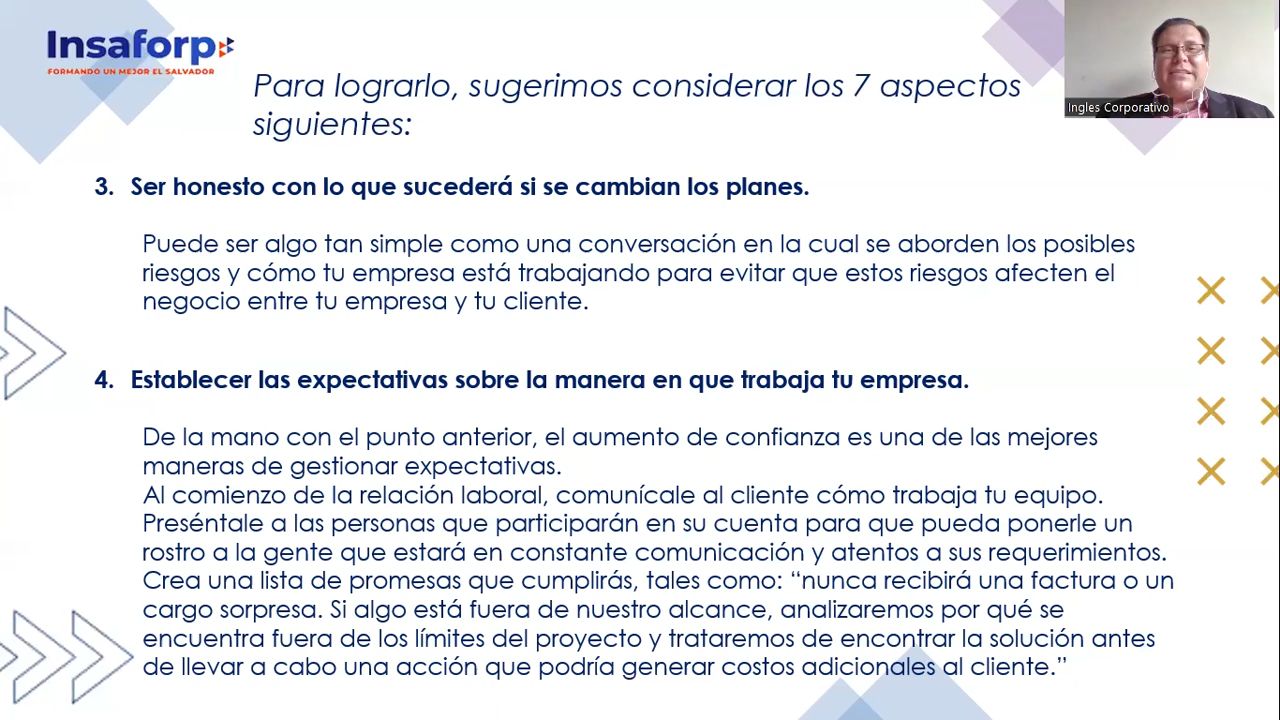 Insaforp
FORMANDO UN MEJOR EL SALVADOR
Para lograrlo, sugerimos considerar los 7 aspectos
siguientes:
Ingles Corporativo
3. Ser honesto con lo que sucederá si se cambian los planes.
Puede ser algo tan simple como una conversación en la cual se aborden los posibles
riesgos y cómo tu empresa está trabajando para evitar que estos riesgos afecten el
negocio entre tu empresa y tu cliente.
4. Establecer las expectativas sobre la manera en que trabaja tu empresa.
De la mano con el punto anterior, el aumento de confianza es una de las mejores
maneras de gestionar expectativas.
Al comienzo de la relación laboral, comunícale al cliente cómo trabaja tu equipo.
Preséntale a las personas que participarán en su cuenta para que pueda ponerle un
rostro a la gente que estará en constante comunicación y atentos a sus requerimientos.
Crea una lista de promesas que cumplirás, tales como: “nunca recibirá una factura o un
cargo sorpresa. Si algo está fuera de nuestro alcance, analizaremos por qué se
encuentra fuera de los límites del proyecto y trataremos de encontrar la solución antes
de llevar a cabo una acción que podría generar costos adicionales al cliente.”